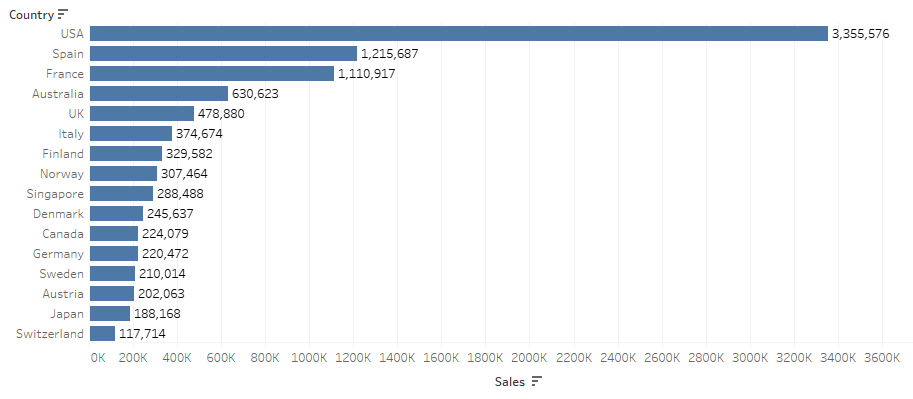 Country
USA 3,355,576
Spain 1,215,687
France 1,110,917
Australia 630,623
UK 478,880
Italy 374,674
Finland 329,582
Norway 307,464
Singapore 288,488
Denmark 245,637
Canada 224,079
Germany 220,472
Sweden 210,014
Austria 202,063
Japan 188,168
Switzerland 117,714
0K 200K 400K 600K 800K 1000K 1200K 1400K 1600K 1800K 2000K 2200K 2400K 2600K 2800K 3000K 3200K 3400K 3600K
Sales